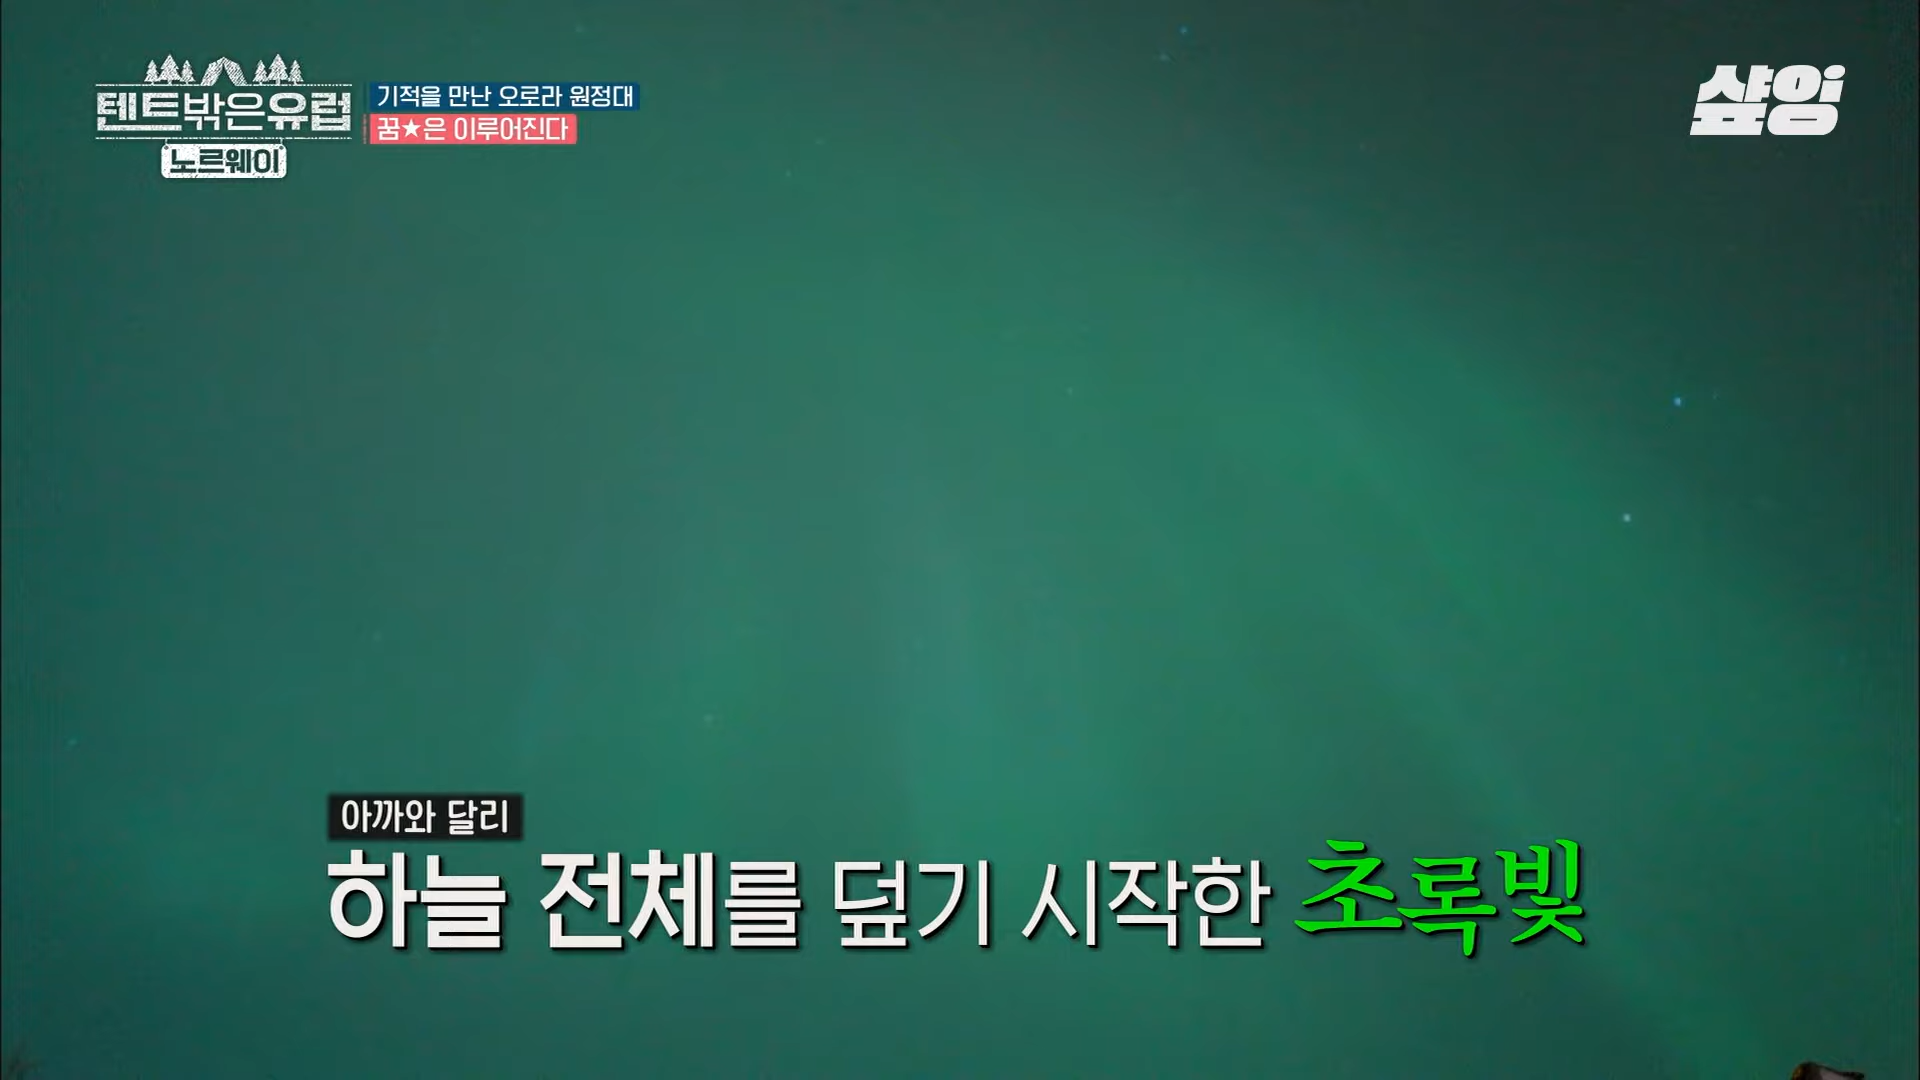 텐트밖은유럽
노르웨이
기적을 만난 오로라 원정대
꿈★은 이루어진다
샾잉
아까와 달리
하늘 전체를 덮기 시작한 초록빛